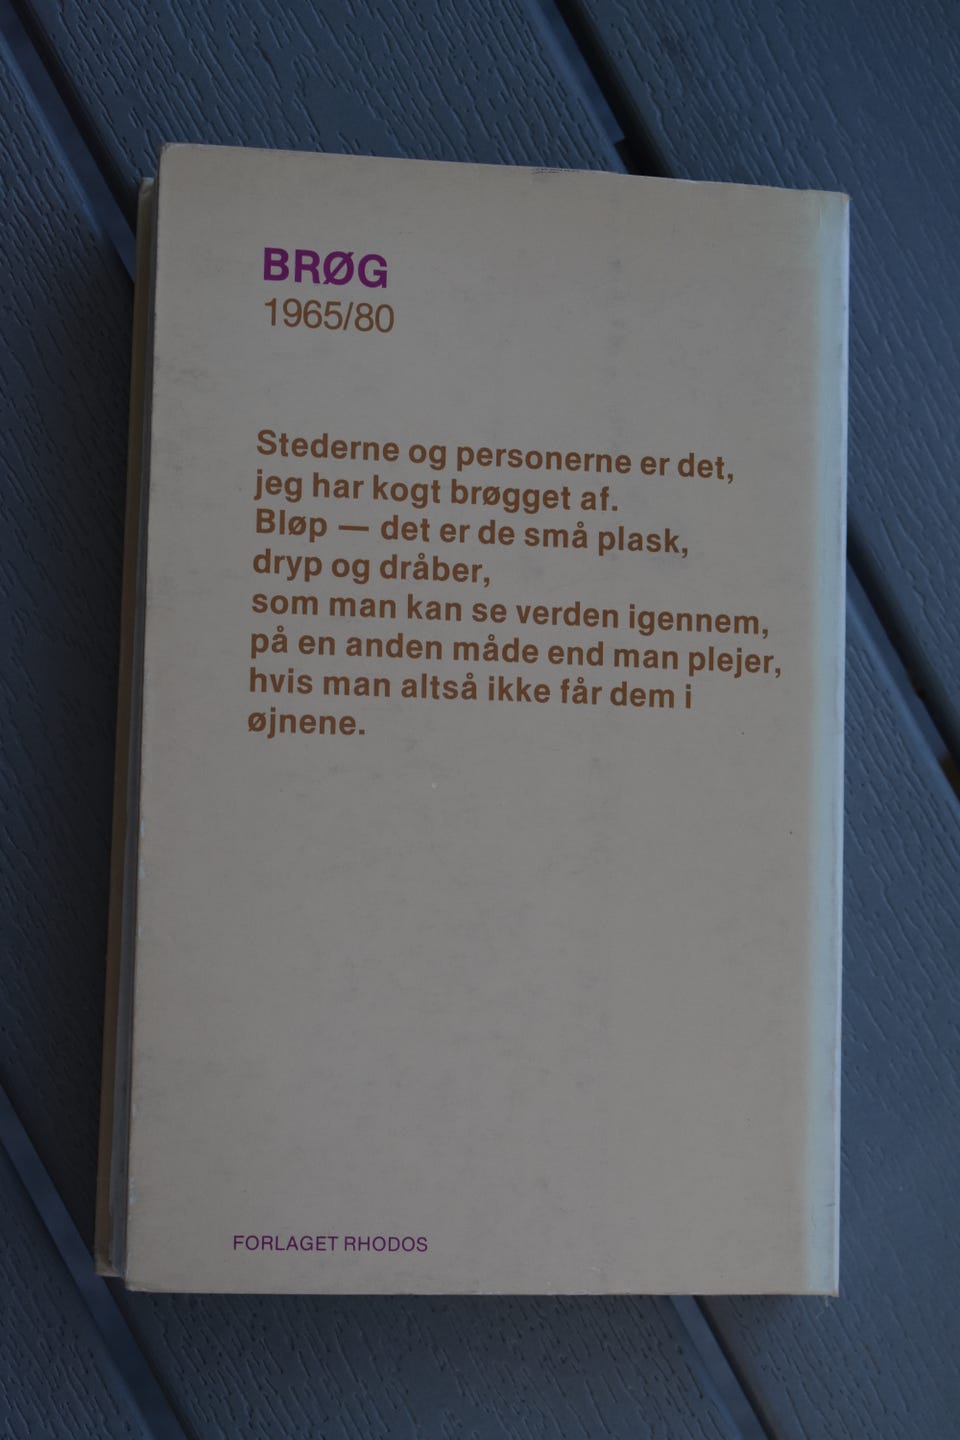 BRØG
1965/80
Stederne og personerne er det,
jeg har kogt brøgget af.
Bløp — det er de små plask,
dryp og dråber,
som man kan se verden igennem,
på en anden måde end man plejer,
hvis man altså ikke får dem i
øjnene.
FORLAGET RHODOS